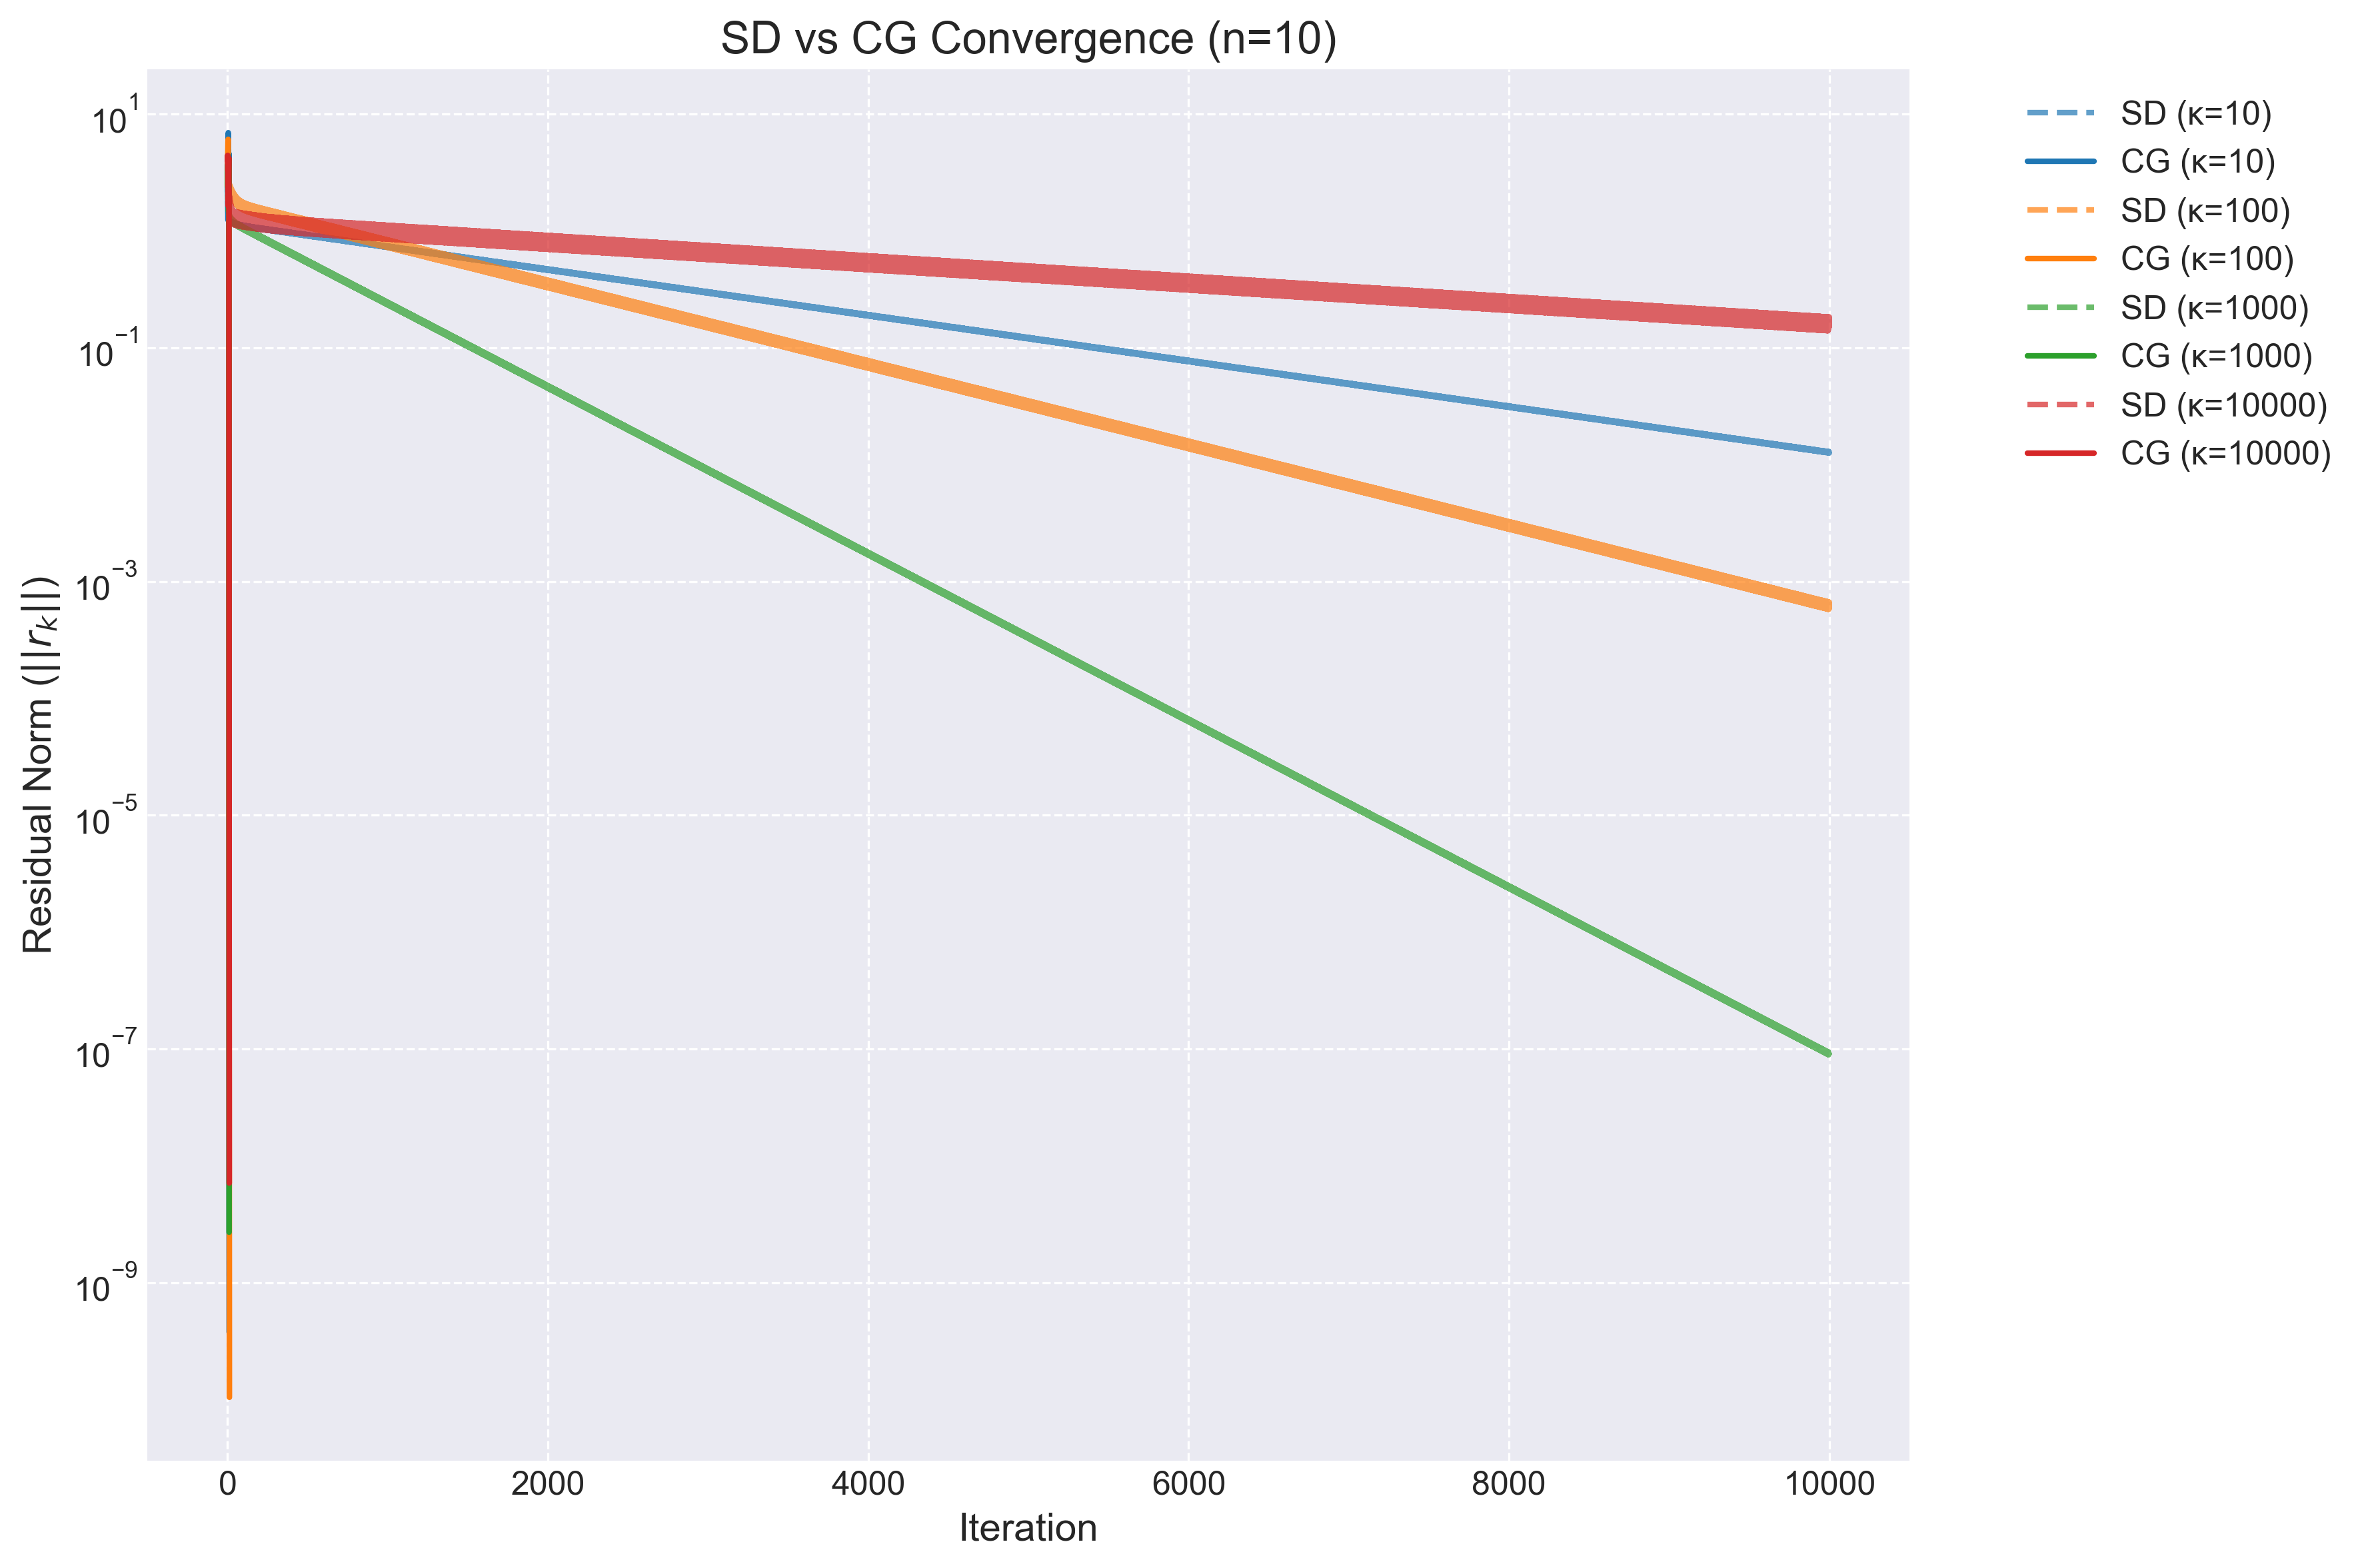 SD vs CG Convergence (n=10)
10^1
10^−1
10^−3
10^−5
10^−7
10^−9
Residual Norm (||r_k||)
0 2000 4000 6000 8000 10000
Iteration
SD (κ=10)
CG (κ=10)
SD (κ=100)
CG (κ=100)
SD (κ=1000)
CG (κ=1000)
SD (κ=10000)
CG (κ=10000)